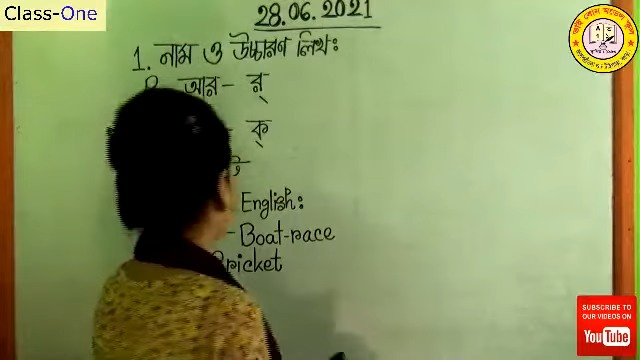 Class-One
28.06.2021
1. নাম ও উচ্চারণ লিখঃ
R আর - র্
ক্
English:
- Boat-race
Cricket
SUBSCRIBE TO
OUR VIDEOS ON
YouTube